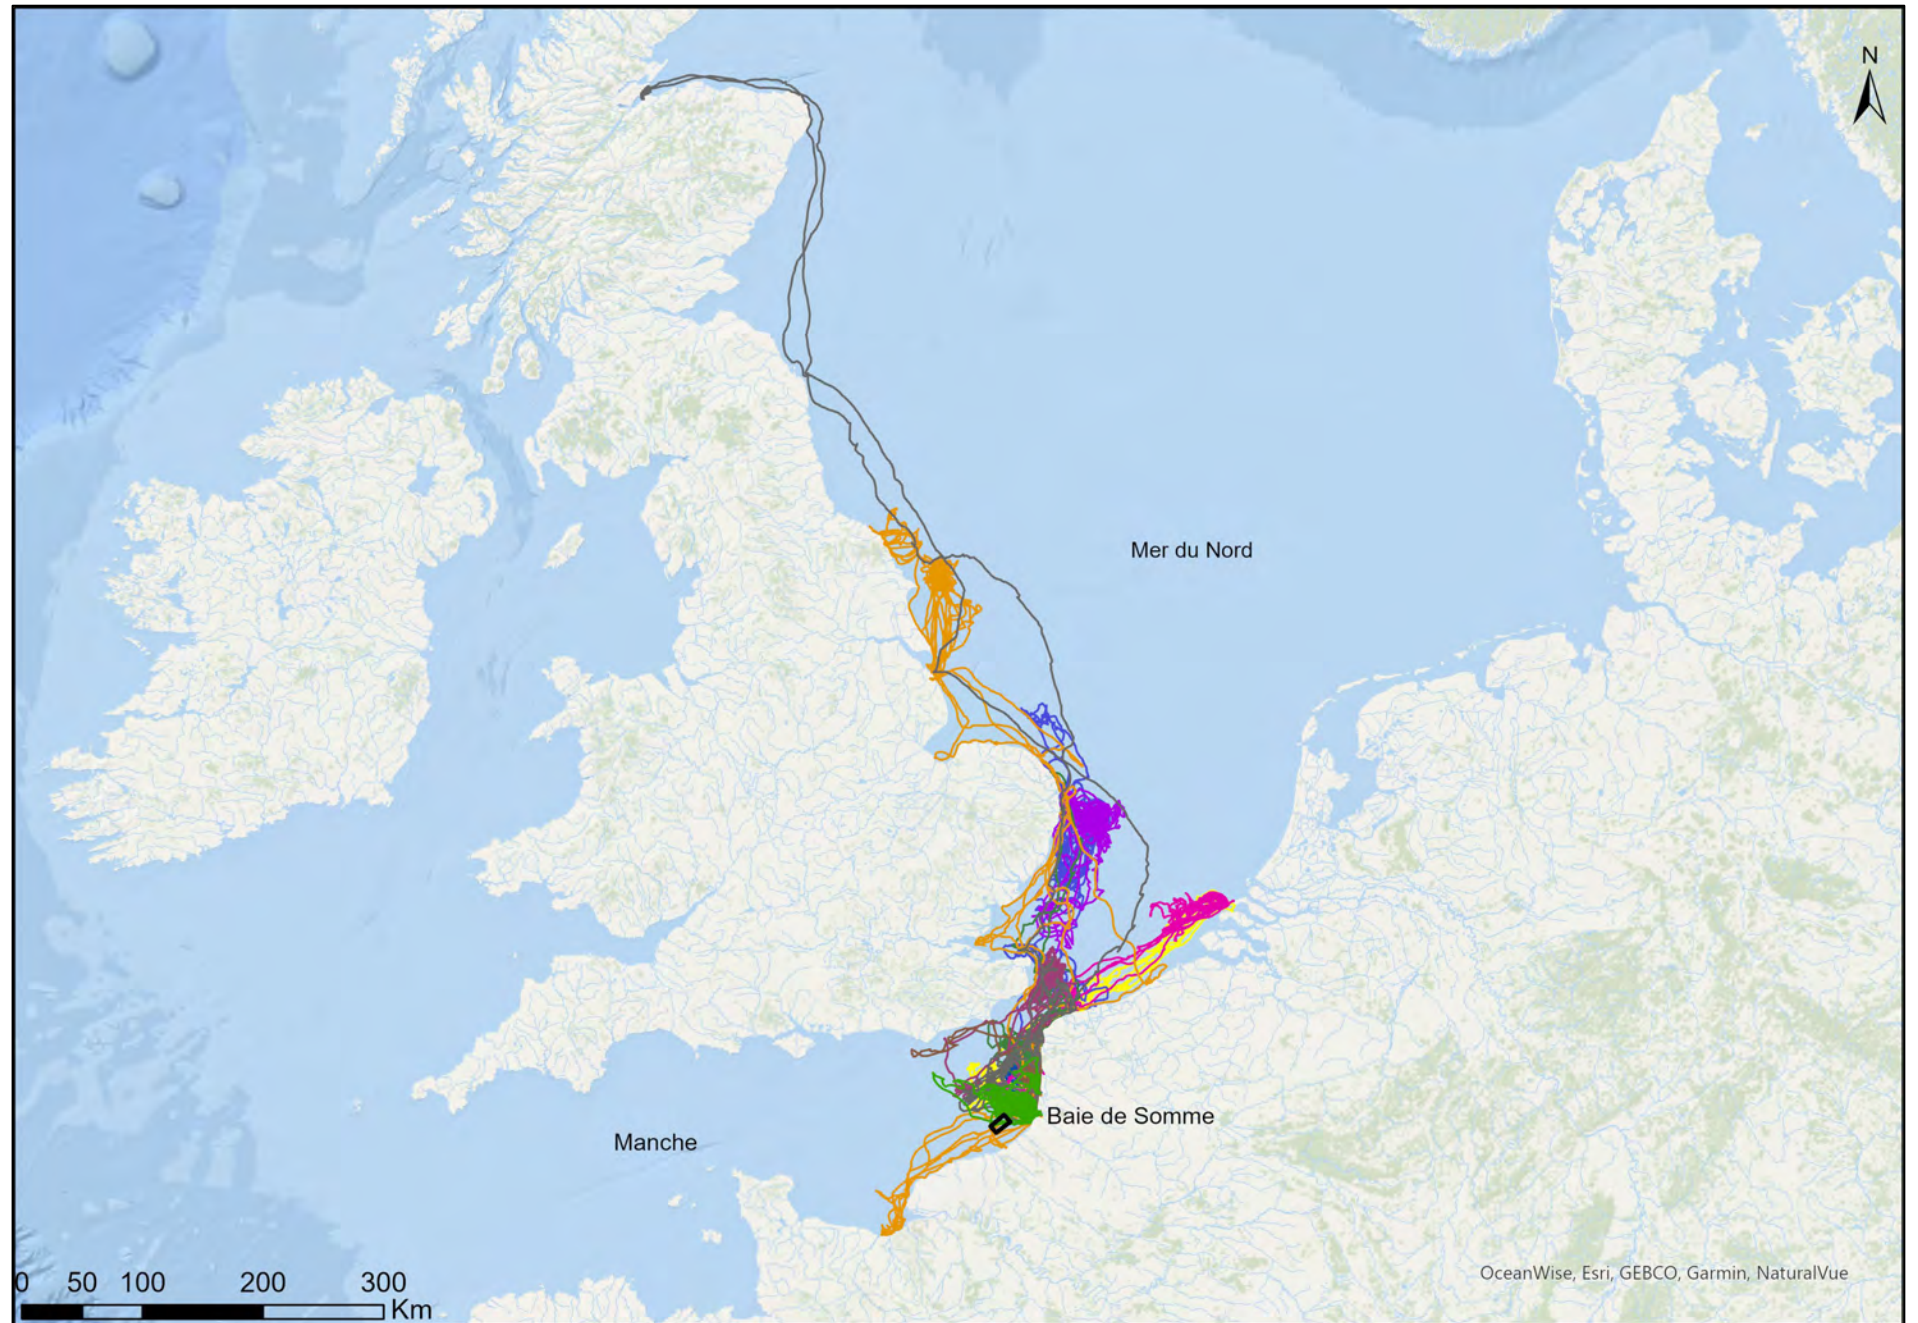 N
Mer du Nord
Baie de Somme
Manche
OceanWise, Esri, GEBCO, Garmin, NaturalVue
0 50 100 200 300
Km